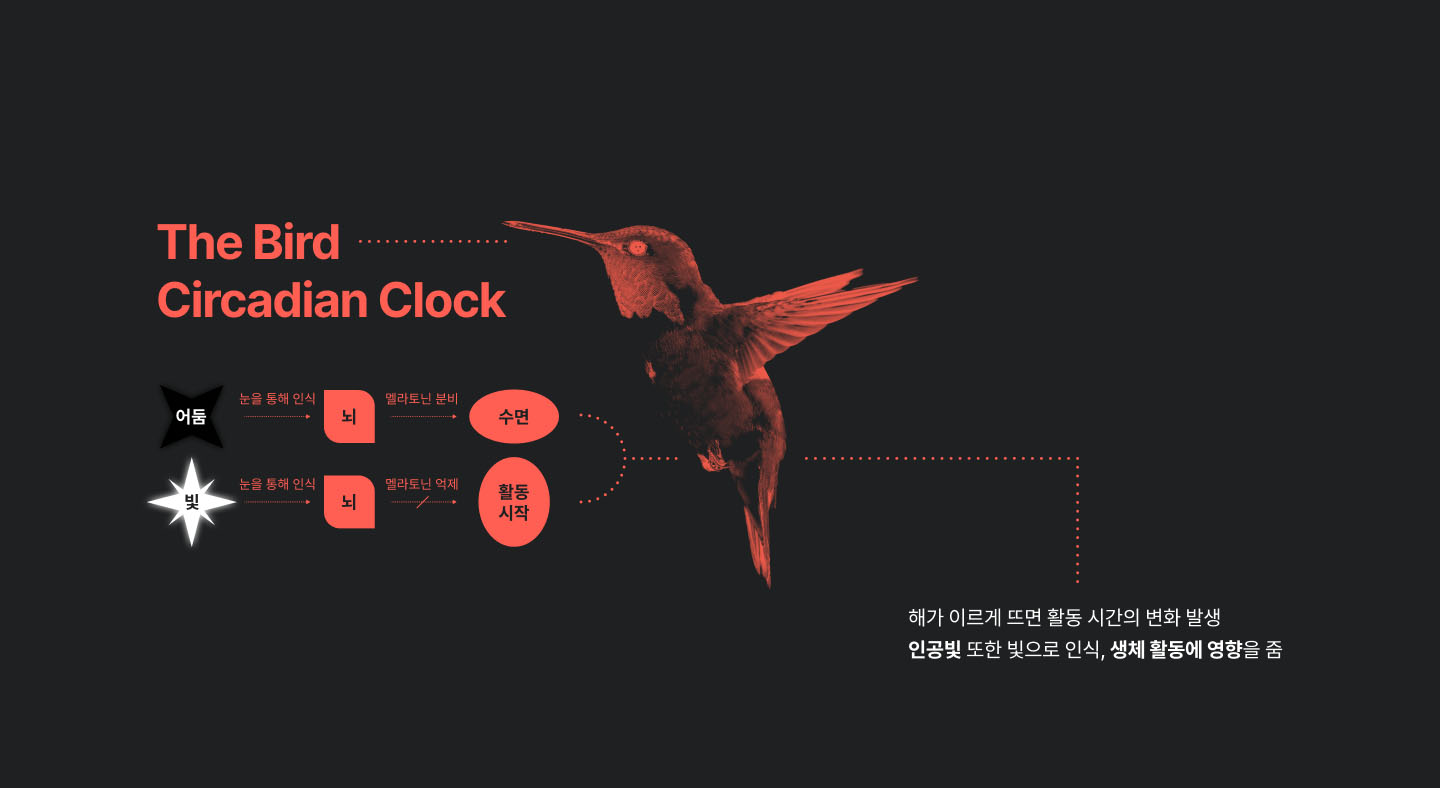 The Bird
Circadian Clock
어둠
눈을 통해 인식
뇌
멜라토닌 분비
수면
빛
눈을 통해 인식
뇌
멜라토닌 억제
활동
시작
해가 이르게 뜨면 활동 시간의 변화 발생
인공빛 또한 빛으로 인식, 생체 활동에 영향을 줌